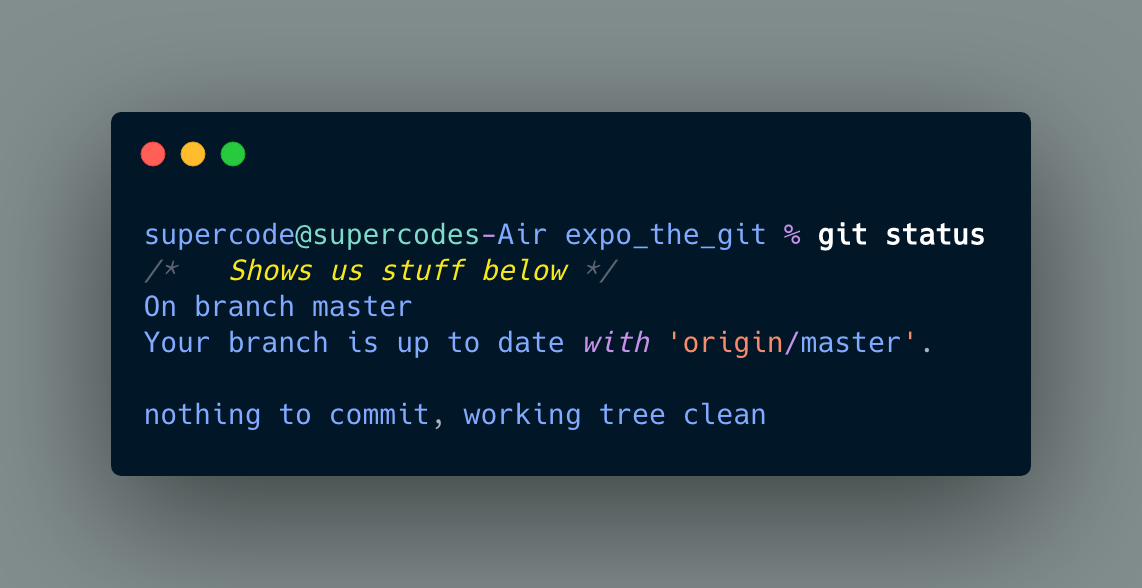 supercode@supercodes-Air expo_the_git % git status
/*   Shows us stuff below */
On branch master
Your branch is up to date with 'origin/master'.
nothing to commit, working tree clean